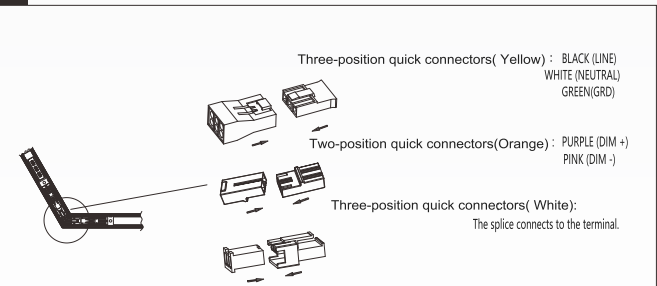 Three-position quick connectors( Yellow) : BLACK (LINE)
WHITE (NEUTRAL)
GREEN(GRD)
Two-position quick connectors(Orange) : PURPLE (DIM +)
PINK (DIM -)
Three-position quick connectors( White):
The splice connects to the terminal.